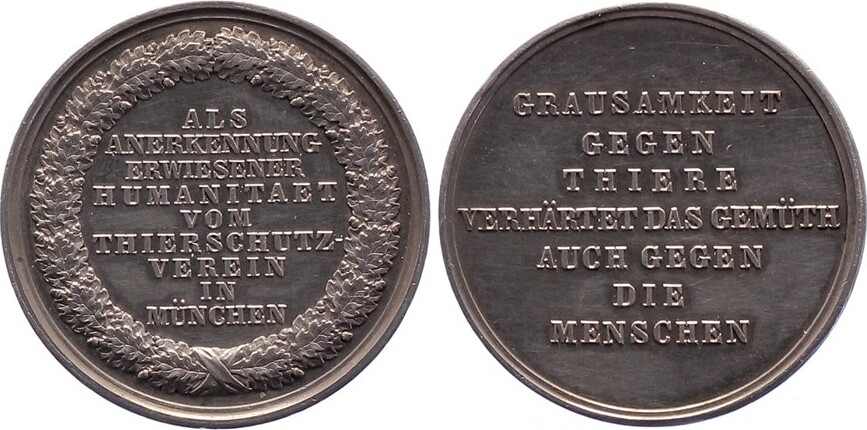 ALS
ANERKENNUNG
ERWIESENER
HUMANITAET
VOM
THIERSCHUTZ-
VEREIN
IN
MÜNCHEN
GRAUSAMKEIT
GEGEN
THIERE
VERHÄRTET DAS GEMÜTH
AUCH GEGEN
DIE
MENSCHEN